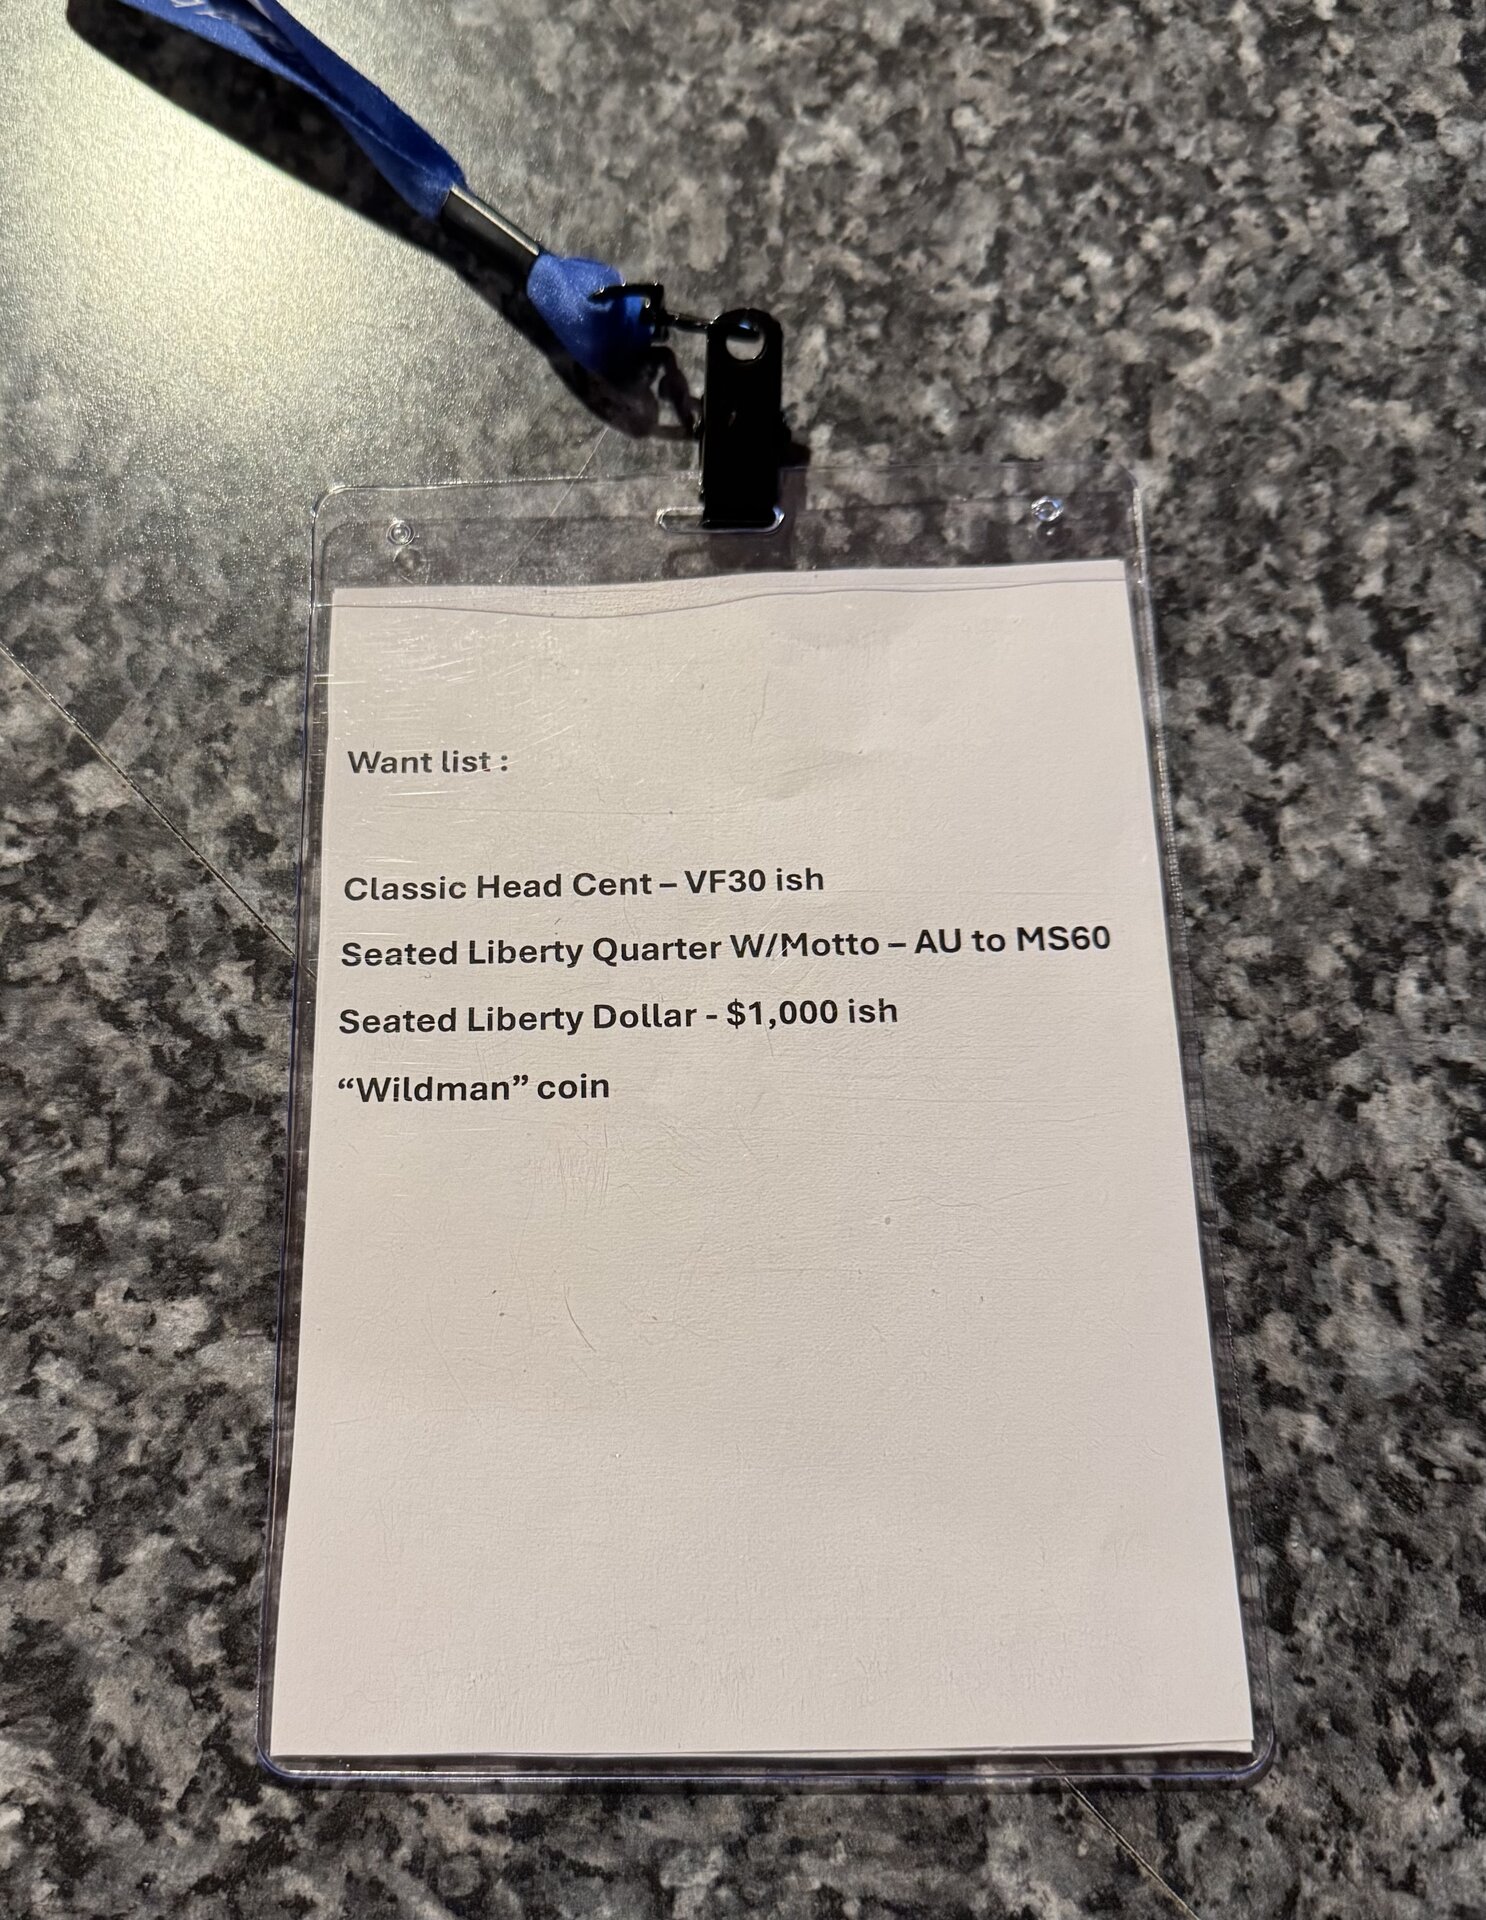 Want list :
Classic Head Cent – VF30 ish
Seated Liberty Quarter W/Motto – AU to MS60
Seated Liberty Dollar - $1,000 ish
“Wildman” coin